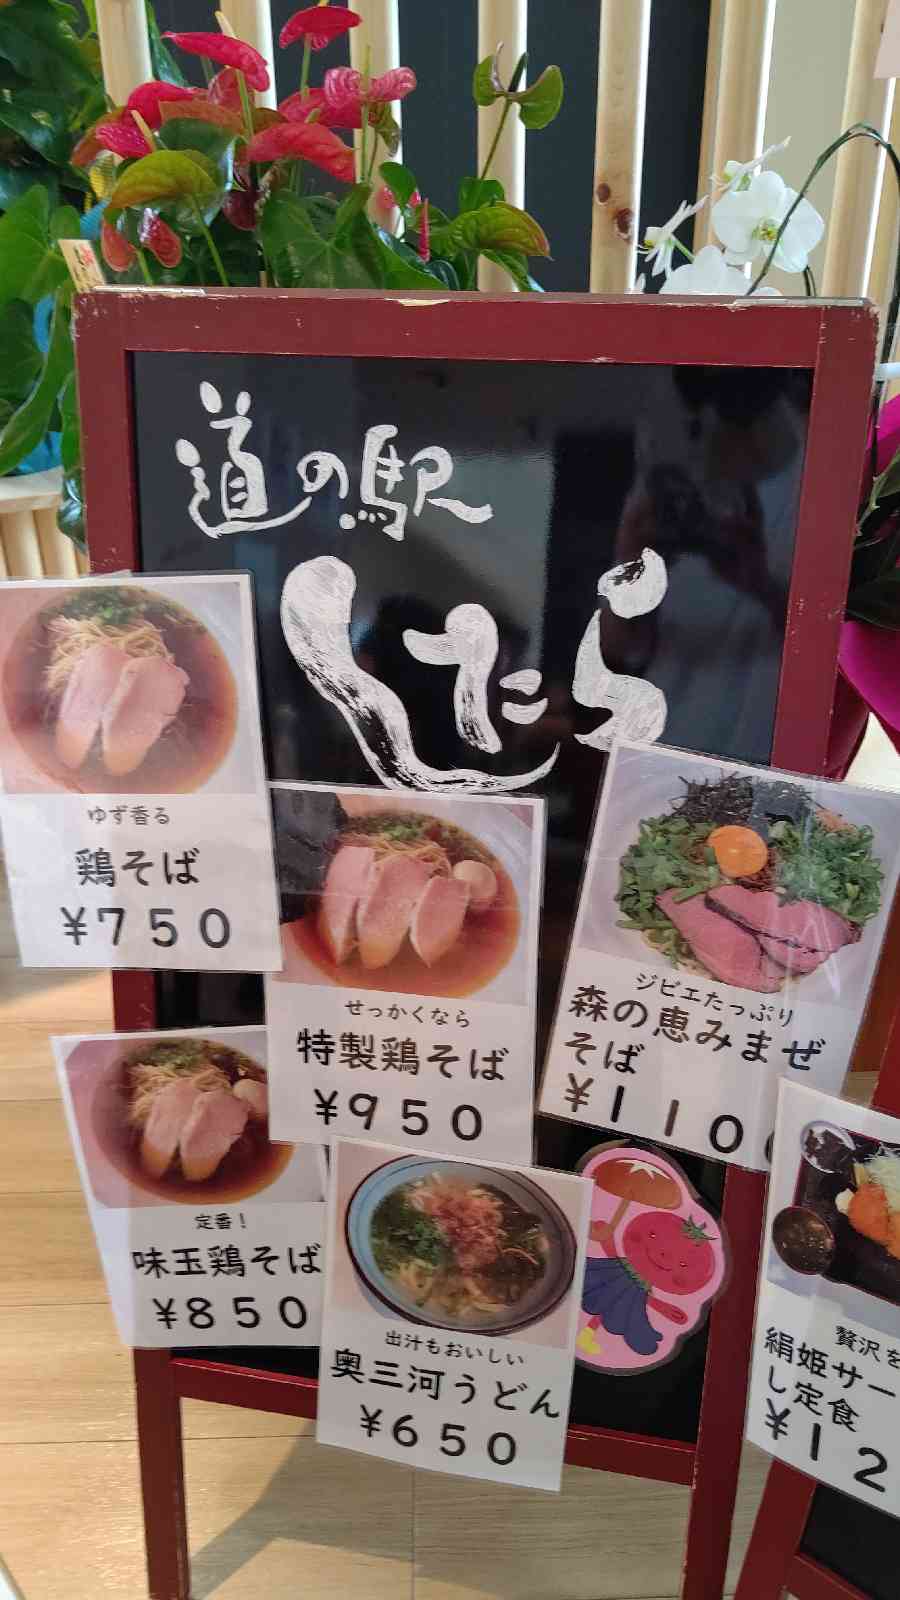 道の駅
したら
ゆず香る
鶏そば
¥750
せっかくなら
特製鶏そば
¥950
ジビエたっぷり
森の恵みまぜ
そば
¥110
定番!
味玉鶏そば
¥850
出汁もおいしい
奥三河うどん
¥650
贅沢を
絹姫サー
し定食
¥12